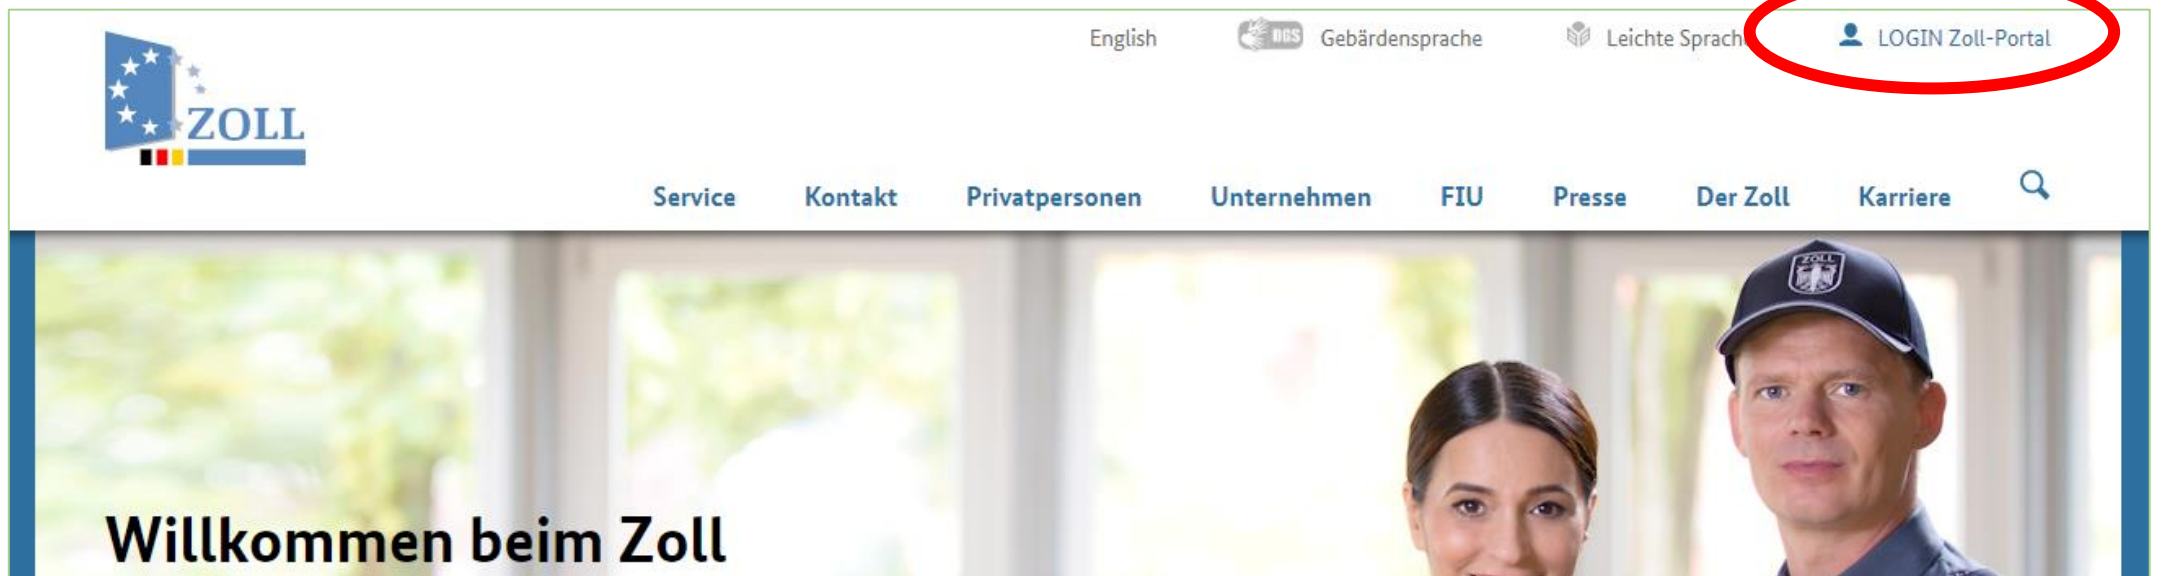 English DGS Gebärdensprache Leichte Sprache LOGIN Zoll-Portal
ZOLL
Service Kontakt Privatpersonen Unternehmen FIU Presse Der Zoll Karriere
ZOLL
Willkommen beim Zoll